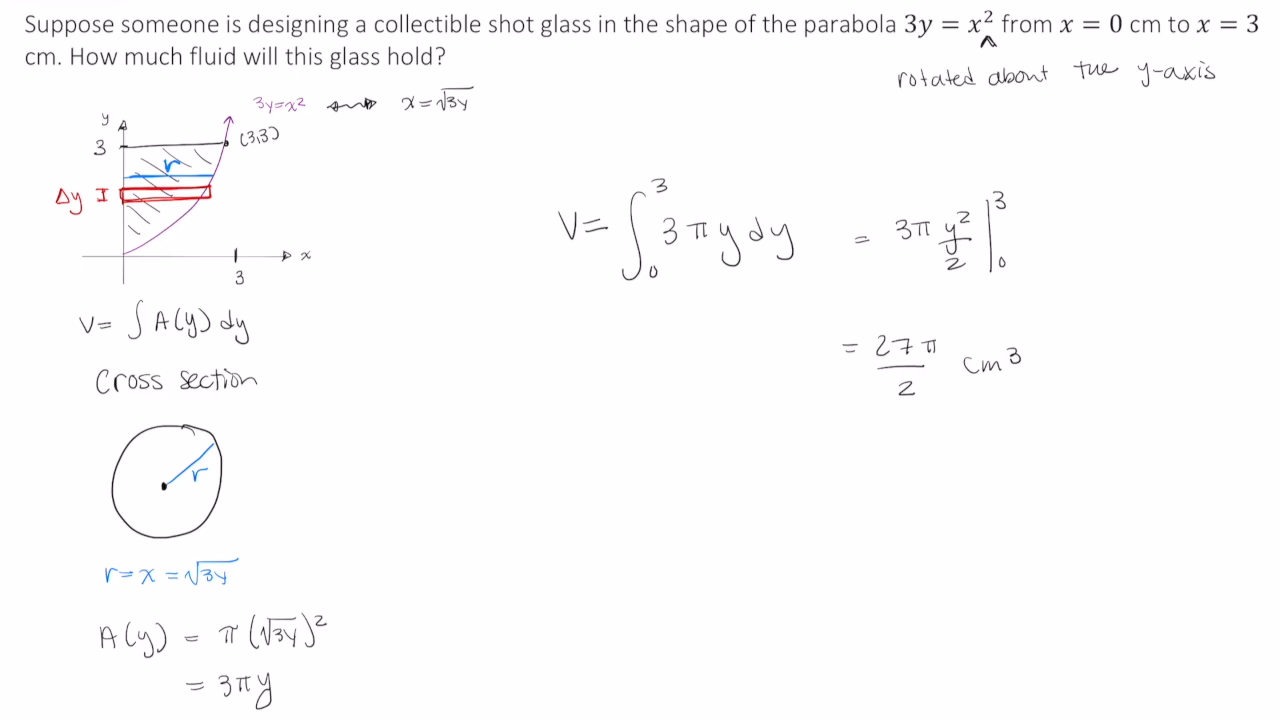 Suppose someone is designing a collectible shot glass in the shape of the parabola 3y = x² from x = 0 cm to x = 3
cm. How much fluid will this glass hold?
^ rotated about the y-axis
3y=x² ⟷ x=√3y
y
3
(3,3)
r
Δy
x
3
V= ∫ A(y) dy
Cross section
r
r=x=√3y
A(y) = π(√3y)²
= 3πy
V= ∫₀³ 3πy dy = 3π y²/2 |₀³
= 27π/2 cm³